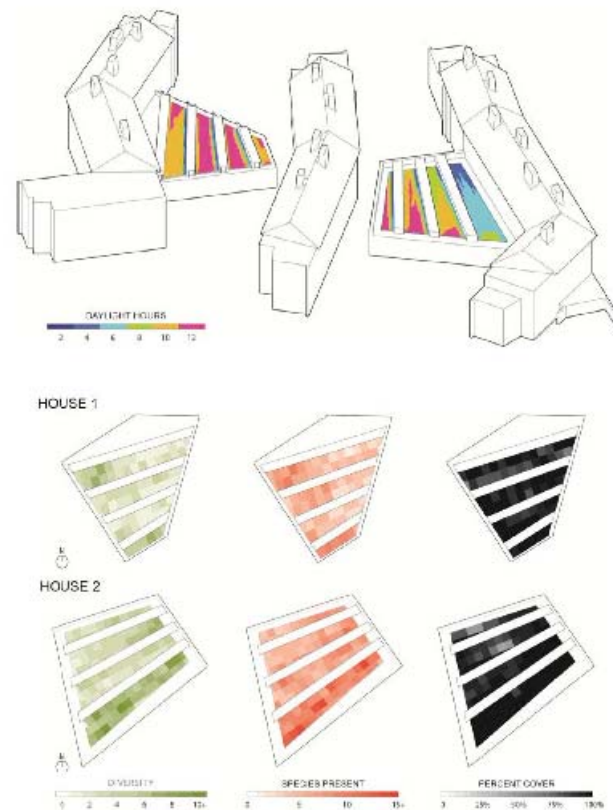 DAYLIGHT HOURS
2 4 6 8 10 12
HOUSE 1
N
HOUSE 2
N
DIVERSITY SPECIES PRESENT PERCENT COVER
0 2 4 6 8 10+ 0 5 10 15+ 0 25% 50% 75% 100%